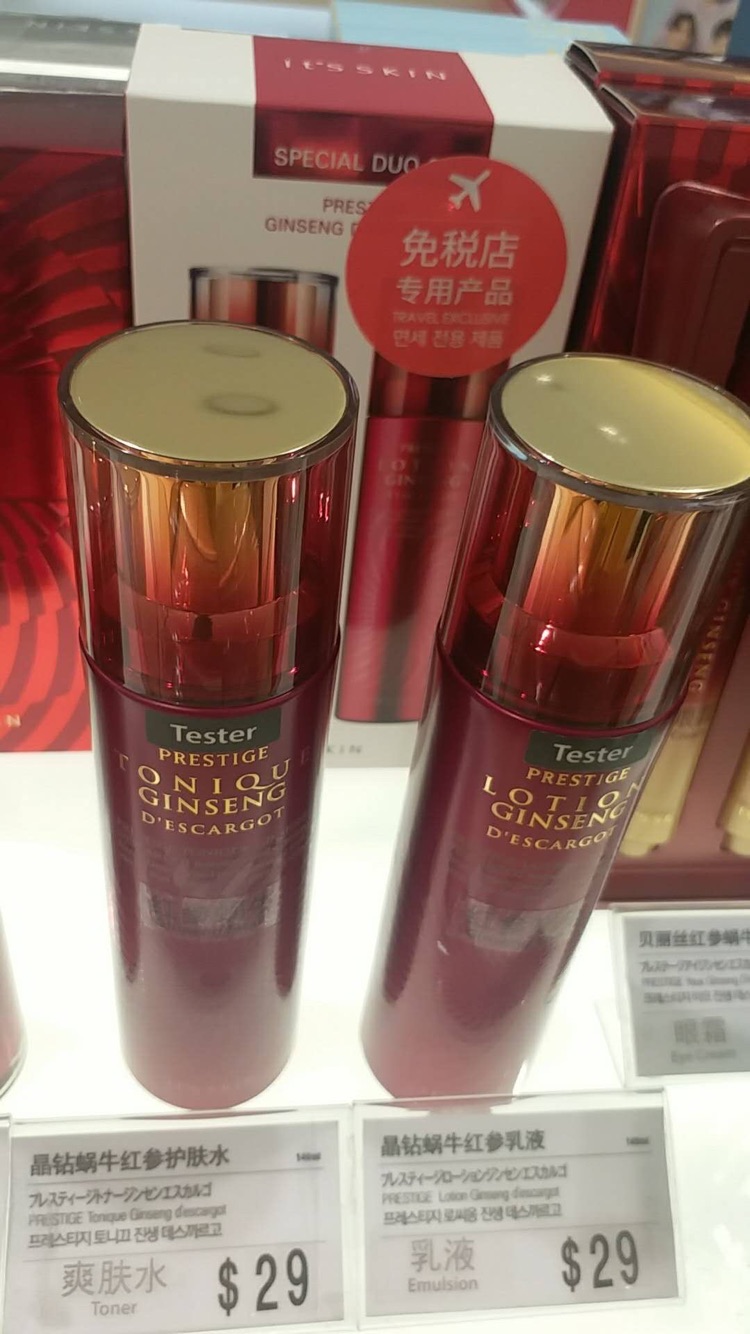 It'S SKIN
SPECIAL DUO
GINSENG
免税店
专用产品
TRAVEL EXCLUSIVE
면세 전용 제품
Tester
PRESTIGE
TONIQUE
GINSENG
D'ESCARGOT
Tester
PRESTIGE
LOTION
GINSENG
D'ESCARGOT
晶钻蜗牛红参护肤水
プレスティージトナージンセンエスカルゴ
PRESTIGE Tonique Ginseng d'escargot
프레스티지 토니끄 진생 데스까르고
爽肤水
Toner
$29
晶钻蜗牛红参乳液
プレスティージローションジンセンエスカルゴ
PRESTIGE Lotion Ginseng d'escargot
프레스티지 로씨옹 진생 데스까르고
乳液
Emulsion
$29
贝丽丝红参蜗牛
PRESTIGE
眼霜
Eye Cream